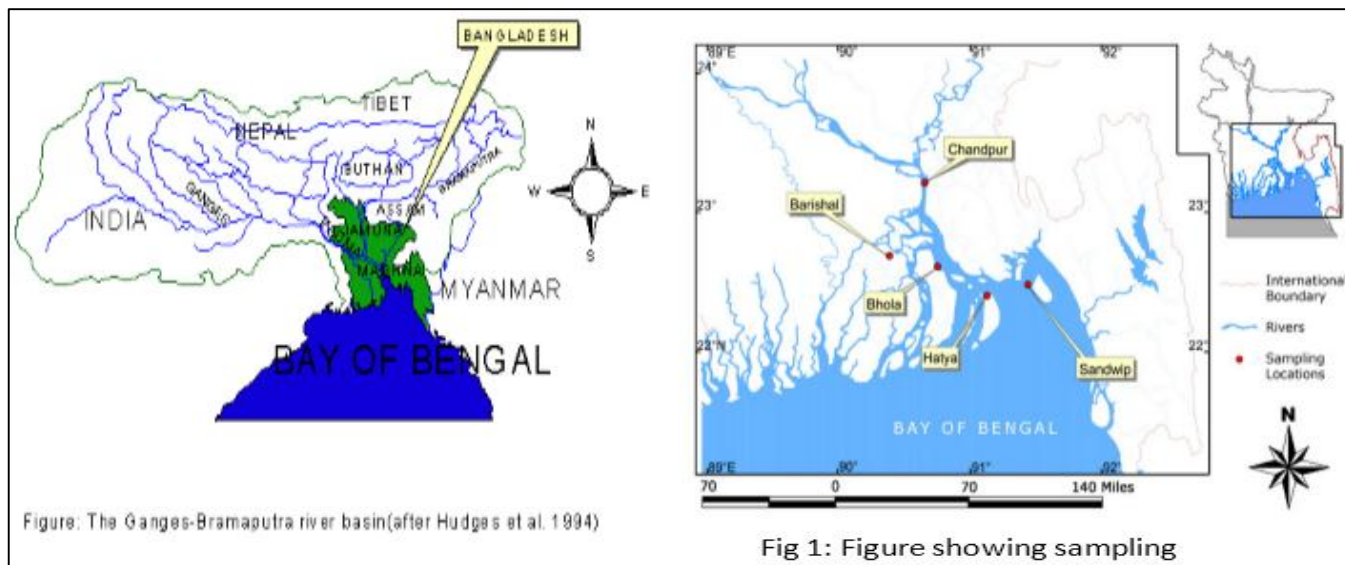 BANGLADESH
TIBET
NEPAL
BUTHAN
BRAMAPUTRA
GANGES
ASSAM
INDIA
JAMUNA
MAGHNA
MYANMAR
BAY OF BENGAL
N
W
E
S
Figure: The Ganges-Bramaputra river basin(after Hudges et al. 1994)
89°E
90°
91°
92°
24°
Chandpur
23°
23°
Barishal
Bhola
Hatya
Sandwip
22°N
22°
BAY OF BENGAL
89°E
90°
91°
92°
70
0
70
140 Miles
International
Boundary
Rivers
Sampling
Locations
N
Fig 1: Figure showing sampling